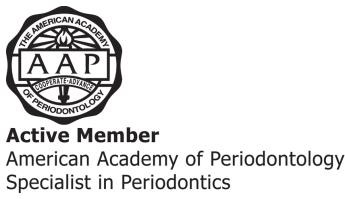 THE AMERICAN ACADEMY
AAP
COOPERATE-ADVANCE
OF PERIODONTOLOGY
Active Member
American Academy of Periodontology
Specialist in Periodontics